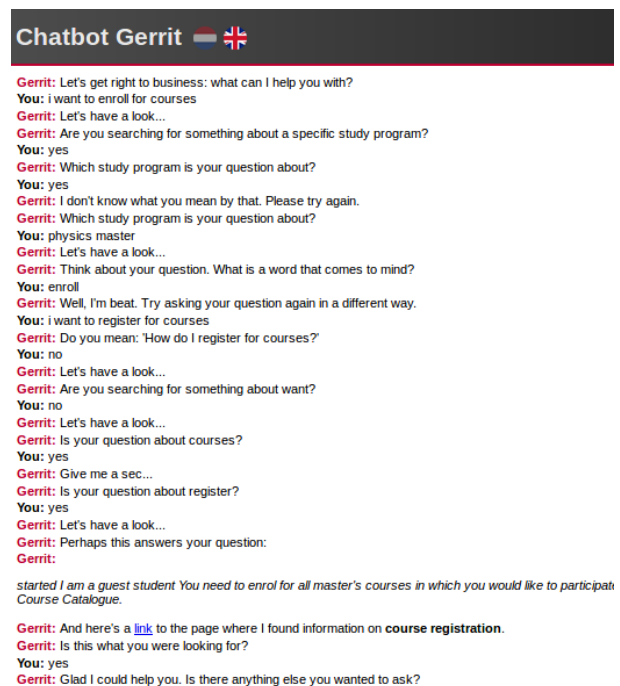 Chatbot Gerrit
Gerrit: Let's get right to business: what can I help you with?
You: i want to enroll for courses
Gerrit: Let's have a look...
Gerrit: Are you searching for something about a specific study program?
You: yes
Gerrit: Which study program is your question about?
You: yes
Gerrit: I don't know what you mean by that. Please try again.
Gerrit: Which study program is your question about?
You: physics master
Gerrit: Let's have a look...
Gerrit: Think about your question. What is a word that comes to mind?
You: enroll
Gerrit: Well, I'm beat. Try asking your question again in a different way.
You: i want to register for courses
Gerrit: Do you mean: 'How do I register for courses?'
You: no
Gerrit: Let's have a look...
Gerrit: Are you searching for something about want?
You: no
Gerrit: Let's have a look...
Gerrit: Is your question about courses?
You: yes
Gerrit: Give me a sec...
Gerrit: Is your question about register?
You: yes
Gerrit: Let's have a look...
Gerrit: Perhaps this answers your question:
Gerrit:
started I am a guest student You need to enrol for all master's courses in which you would like to participate
Course Catalogue.
Gerrit: And here's a link to the page where I found information on course registration.
Gerrit: Is this what you were looking for?
You: yes
Gerrit: Glad I could help you. Is there anything else you wanted to ask?